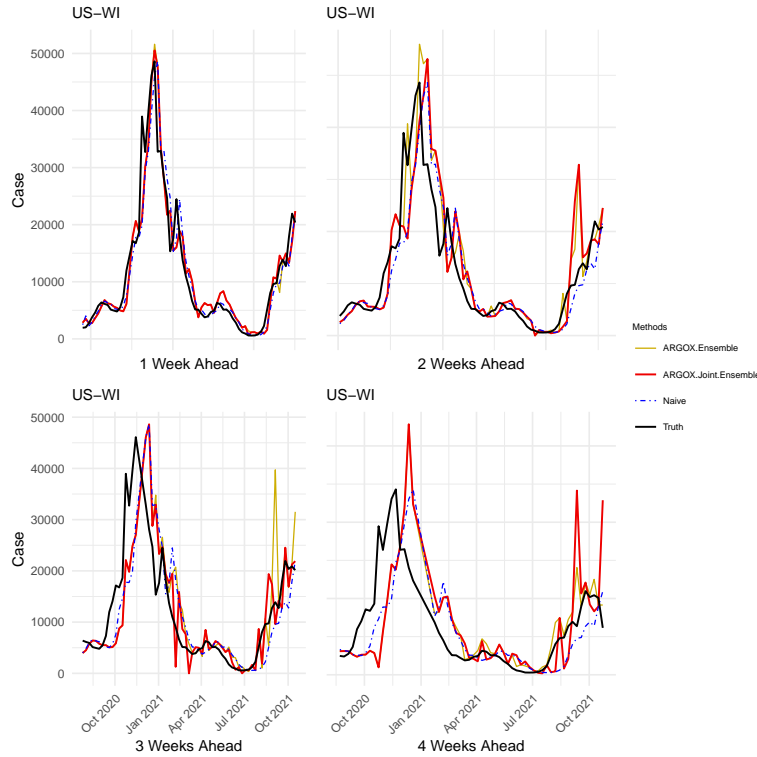 US−WI
US−WI
50000
40000
30000
20000
10000
0
Case
1 Week Ahead
2 Weeks Ahead
Methods
ARGOX.Ensemble
ARGOX.Joint.Ensemble
Naive
Truth
US−WI
US−WI
50000
40000
30000
20000
10000
0
Case
Oct 2020
Jan 2021
Apr 2021
Jul 2021
Oct 2021
Oct 2020
Jan 2021
Apr 2021
Jul 2021
Oct 2021
3 Weeks Ahead
4 Weeks Ahead